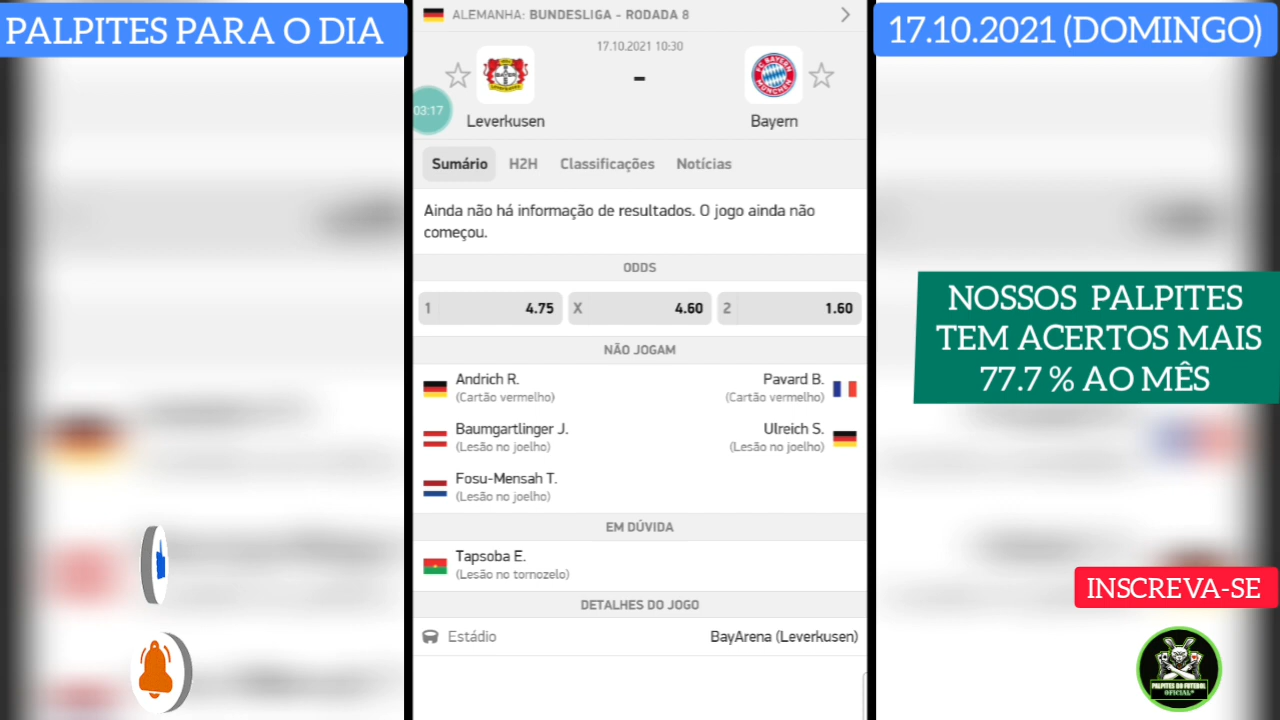 PALPITES PARA O DIA
17.10.2021 (DOMINGO)
ALEMANHA: BUNDESLIGA - RODADA 8
17.10.2021 10:30
-
03:17
Leverkusen
Bayern
Sumário H2H Classificações Notícias
Ainda não há informação de resultados. O jogo ainda não
começou.
ODDS
1 4.75 X 4.60 2 1.60
NÃO JOGAM
Andrich R.
(Cartão vermelho)
Pavard B.
(Cartão vermelho)
Baumgartlinger J.
(Lesão no joelho)
Ulreich S.
(Lesão no joelho)
Fosu-Mensah T.
(Lesão no joelho)
EM DÚVIDA
Tapsoba E.
(Lesão no tornozelo)
DETALHES DO JOGO
Estádio BayArena (Leverkusen)
NOSSOS PALPITES
TEM ACERTOS MAIS
77.7 % AO MÊS
INSCREVA-SE
PALPITES DO FUTEBOL
OFICIAL*